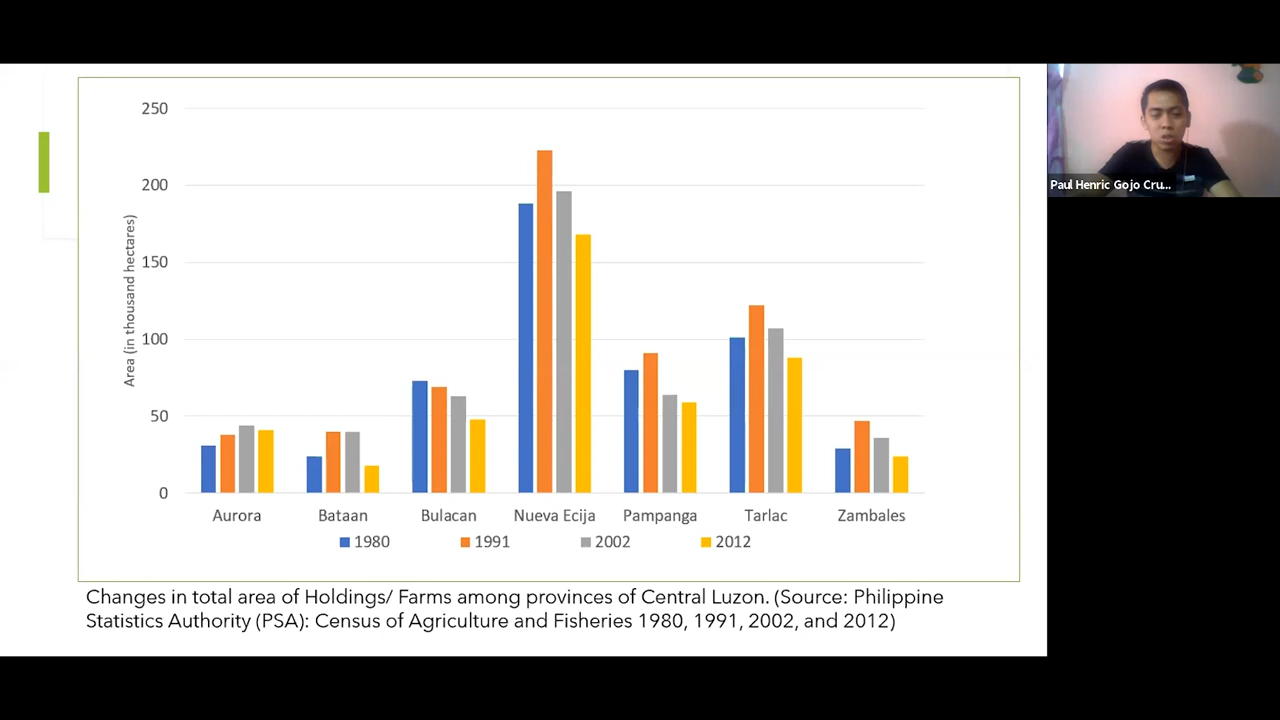 250
200
150
100
50
0
Area (in thousand hectares)
Aurora Bataan Bulacan Nueva Ecija Pampanga Tarlac Zambales
1980 1991 2002 2012
Changes in total area of Holdings/ Farms among provinces of Central Luzon. (Source: Philippine
Statistics Authority (PSA): Census of Agriculture and Fisheries 1980, 1991, 2002, and 2012)
Paul Henric Gojo Cru...